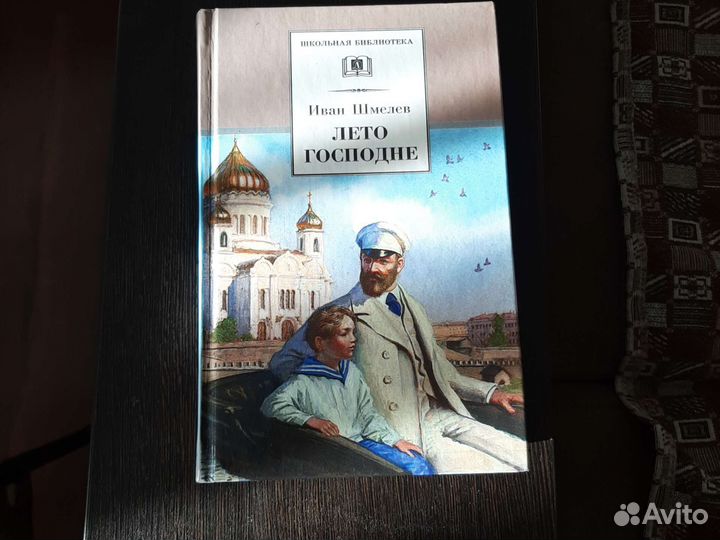 ШКОЛЬНАЯ БИБЛИОТЕКА
Иван Шмелев
ЛЕТО
ГОСПОДНЕ
Avito